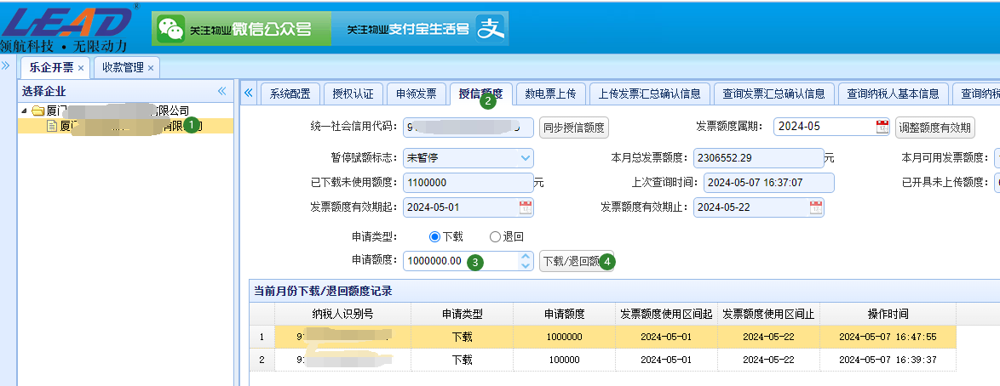 LEAD®
领航科技 · 无限动力
关注物业微信公众号
关注物业支付宝生活号
乐企开票 × 收款管理 ×
选择企业
系统配置 授权认证 申领发票 授信额度 数电票上传 上传发票汇总确认信息 查询发票汇总确认信息 查询纳税人基本信息 查询纳税
2
厦门 有限公司
厦门 有限公司
1
统一社会信用代码: 9 同步授信额度 发票额度属期: 2024-05 调整额度有效期
暂停赋额标志: 未暂停 本月总发票额度: 2306552.29 元 本月可用发票额度:
已下载未使用额度: 1100000 元 上次查询时间: 2024-05-07 16:37:07 已开具未上传额度:
发票额度有效期起: 2024-05-01 发票额度有效期止: 2024-05-22
申请类型: 下载 退回
申请额度: 1000000.00 3 下载/退回额 4
当前月份下载/退回额度记录
纳税人识别号 申请类型 申请额度 发票额度使用区间起 发票额度使用区间止 操作时间
1 9 下载 1000000 2024-05-01 2024-05-22 2024-05-07 16:47:55
2 9 下载 100000 2024-05-01 2024-05-22 2024-05-07 16:39:37